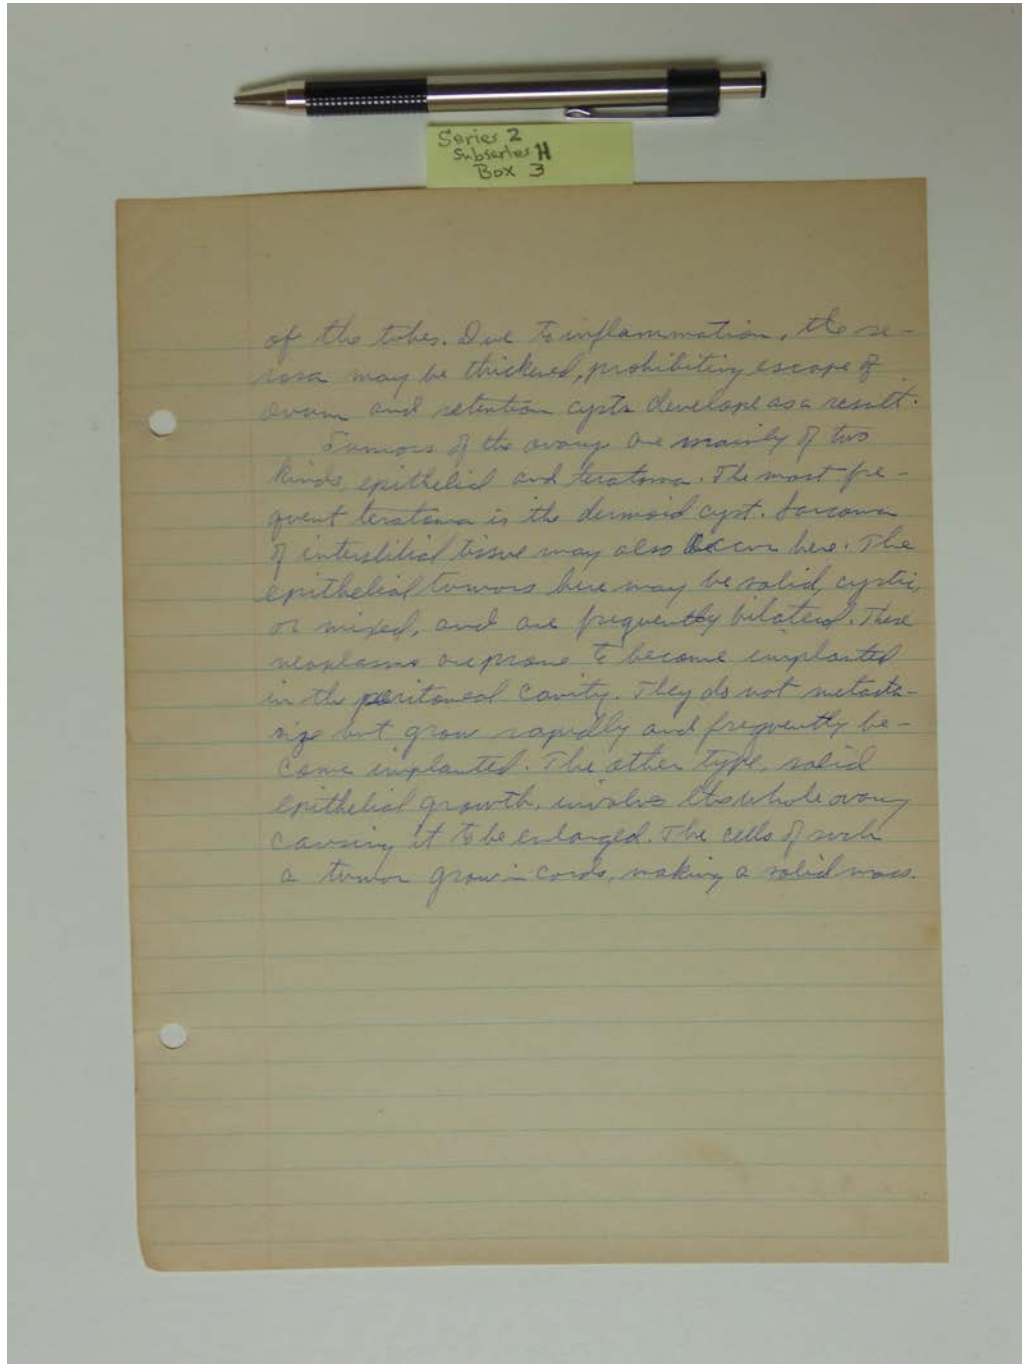 Series 2
Subseries H
Box 3
of the tubes. Due to inflammation, the se-
rosa may be thickened, prohibiting escape of
ovum and retention cysts develope as a result.
Tumors of the ovary are mainly of two
kinds, epithelial and teratoma. The most fre-
quent teratoma is the dermoid cyst. Sarcoma
of interstitial tissue may also occur here. The
epithelial tumors here may be solid, cystic,
or mixed, and are frequently bilateral. These
neoplasms are prone to become implanted
in the peritoneal cavity. They do not metasta-
size but grow rapidly and frequently be-
come implanted. The other type, solid
epithelial growth, involves the whole ovary
causing it to be enlarged. The cells of such
a tumor grow in cords, making a solid mass.